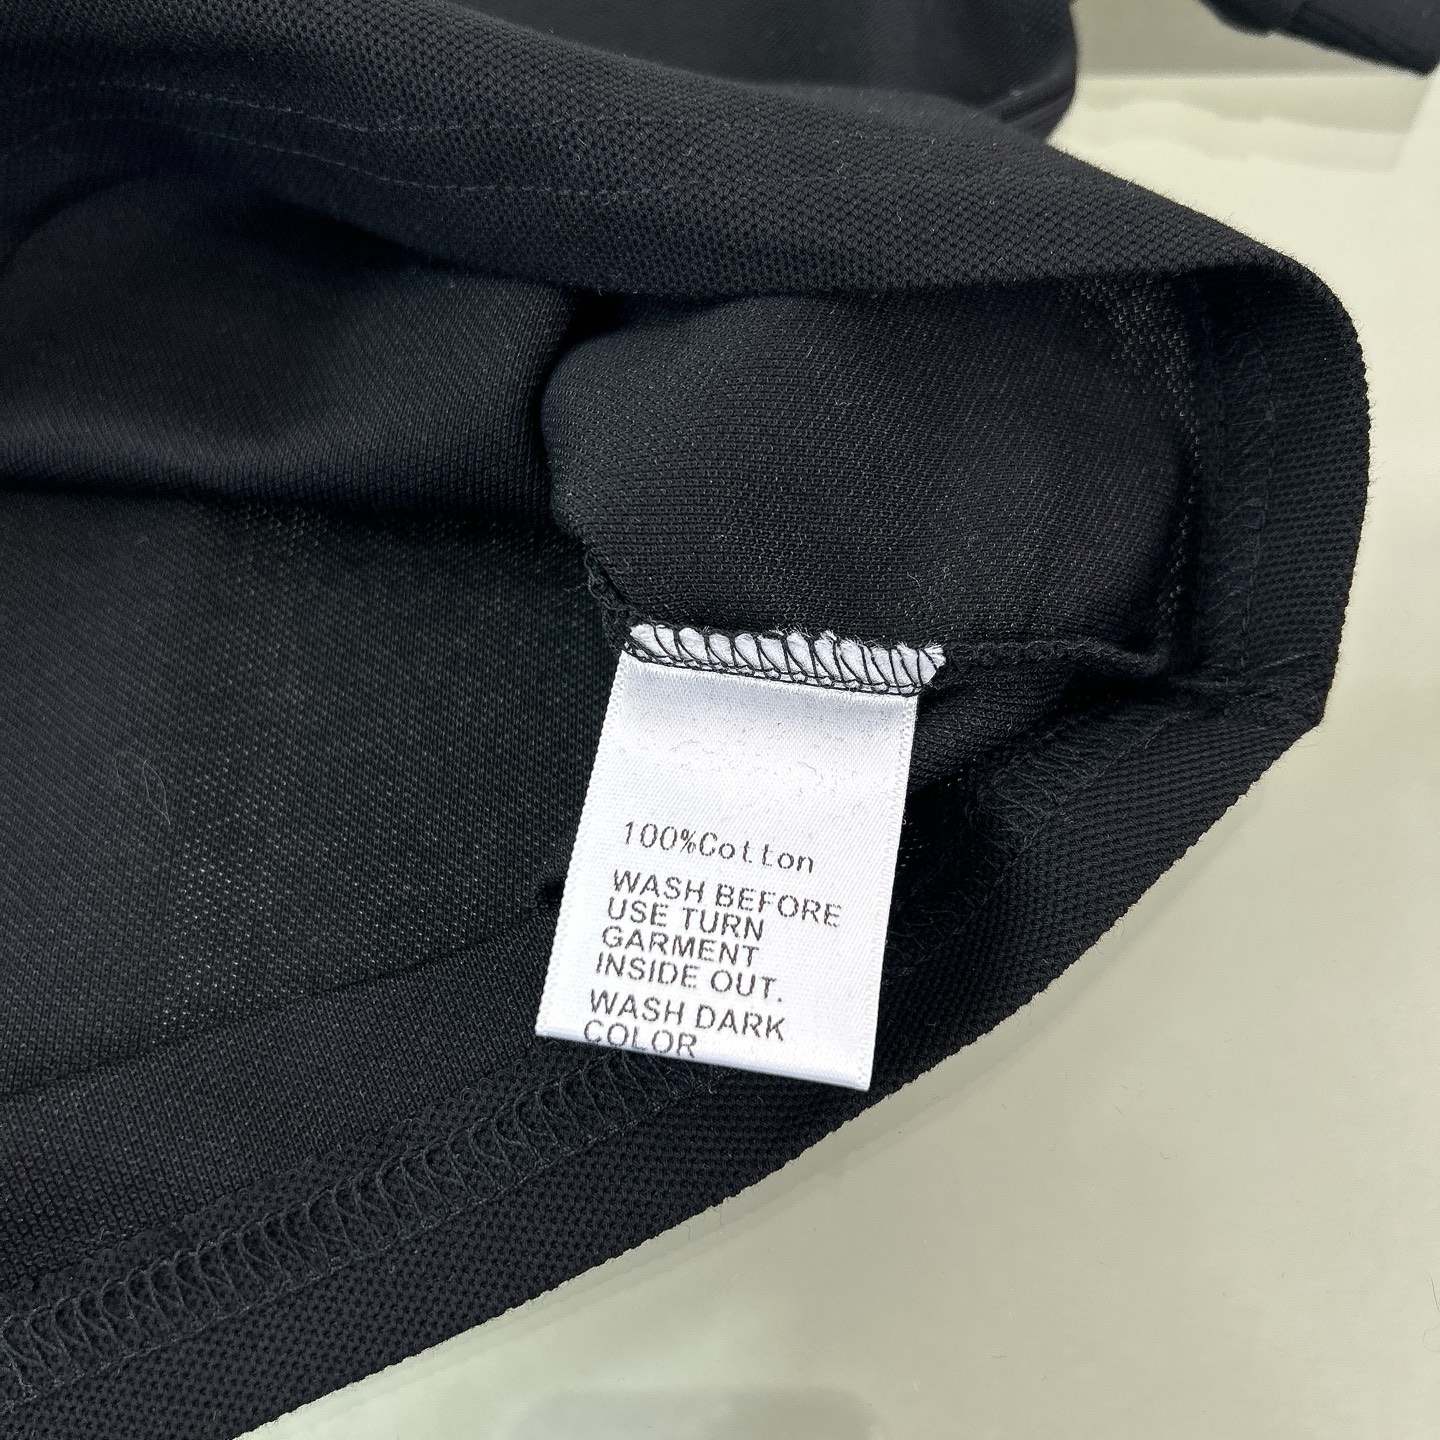 100%Cotton
WASH BEFORE
USE TURN
GARMENT
INSIDE OUT.
WASH DARK
COLOR